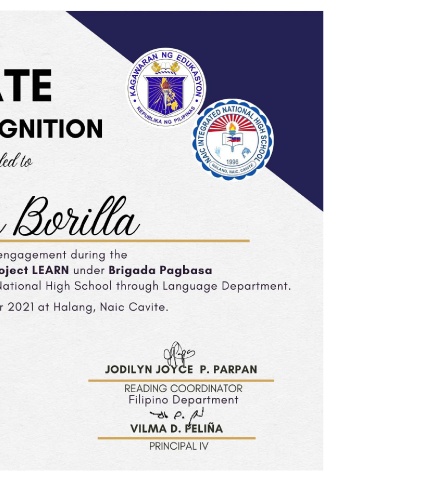 ATE
GNITION
led to
Borilla
engagement during the
oject LEARN under Brigada Pagbasa
National High School through Language Department.
r 2021 at Halang, Naic Cavite.
KAGAWARAN NG EDUKASYON
REPUBLIKA NG PILIPINAS
NAIC INTEGRATED NATIONAL HIGH SCHOOL
1996
HALANG, NAIC, CAVITE
JODILYN JOYCE P. PARPAN
READING COORDINATOR
Filipino Department
VILMA D. PELIÑA
PRINCIPAL IV